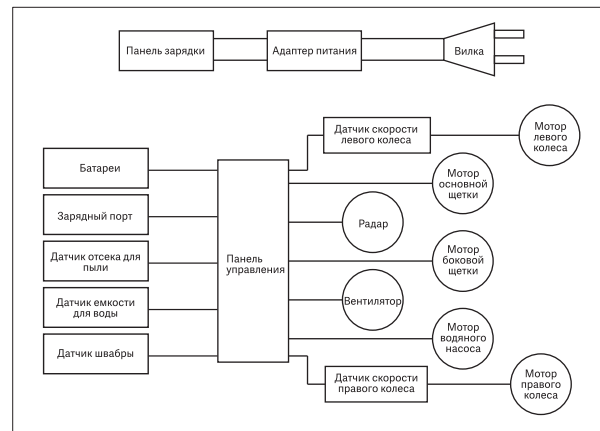 Панель зарядки
Адаптер питания
Вилка
Датчик скорости
левого колеса
Мотор
левого
колеса
Батареи
Мотор
основной
щетки
Зарядный порт
Радар
Датчик отсека для
пыли
Панель
управления
Мотор
боковой
щетки
Датчик емкости
для воды
Вентилятор
Мотор
водяного
насоса
Датчик швабры
Датчик скорости
правого колеса
Мотор
правого
колеса